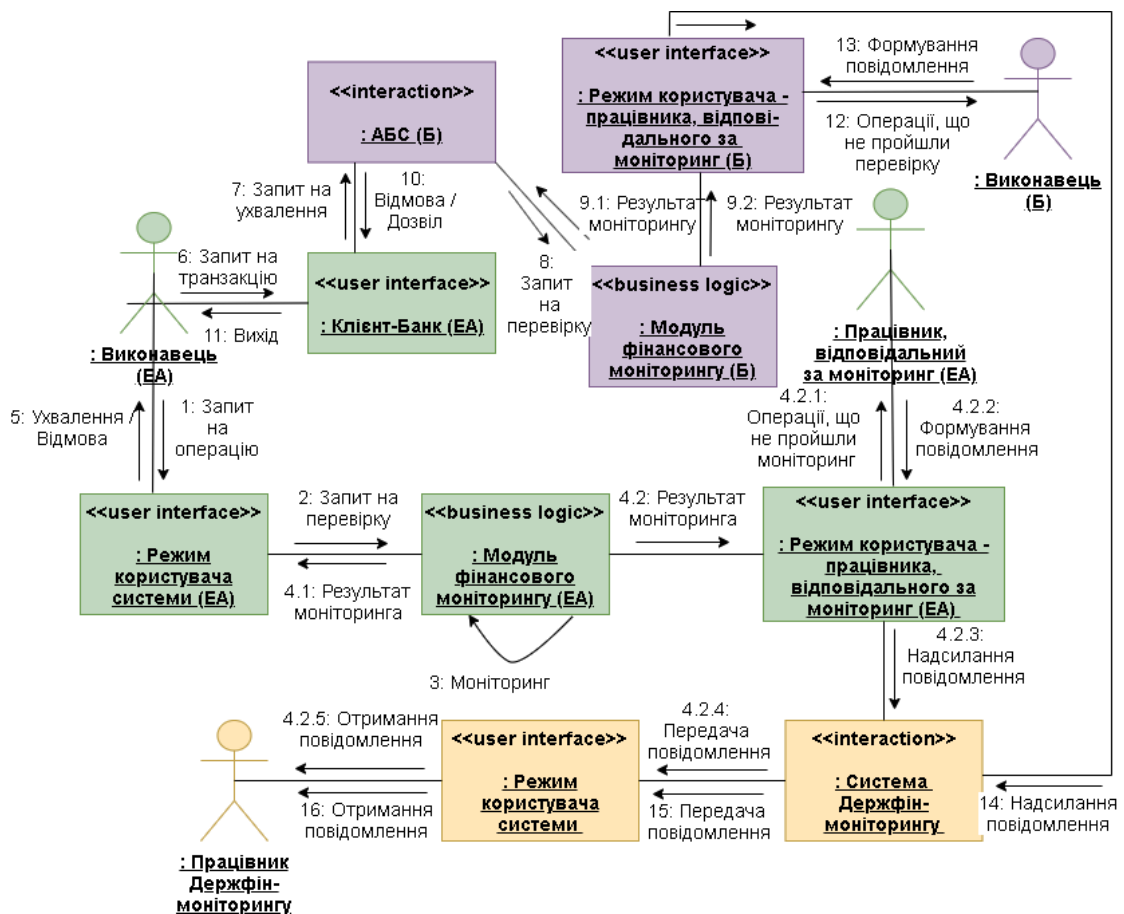 <<user interface>>
: Режим користувача -
працівника, відпові-
дального за
моніторинг (Б)
13: Формування
повідомлення
12: Операції, що
не пройшли
перевірку
: Виконавець
(Б)
<<interaction>>
: АБС (Б)
7: Запит на
ухвалення
10:
Відмова /
Дозвіл
9.1: Результат
моніторингу
9.2: Результат
моніторингу
8:
Запит
на
перевірку
6: Запит на
транзакцію
11: Вихід
: Виконавець
(ЕА)
<<user interface>>
: Клієнт-Банк (ЕА)
<<business logic>>
: Модуль
фінансового
моніторингу (Б)
: Працівник,
відповідальний
за моніторинг (ЕА)
5: Ухвалення /
Відмова
1: Запит
на
операцію
4.2.1:
Операції, що
не пройшли
моніторинг
4.2.2:
Формування
повідомлення
<<user interface>>
: Режим
користувача
системи (ЕА)
2: Запит на
перевірку
4.1: Результат
моніторинга
<<business logic>>
: Модуль
фінансового
моніторингу (ЕА)
4.2: Результат
моніторинга
<<user interface>>
: Режим користувача -
працівника,
відповідального за
моніторинг (ЕА)
3: Моніторинг
4.2.3:
Надсилання
повідомлення
4.2.5: Отримання
повідомлення
16: Отримання
повідомлення
<<user interface>>
: Режим
користувача
системи
4.2.4:
Передача
повідомлення
15: Передача
повідомлення
<<interaction>>
: Система
Держфін-
моніторингу
14: Надсилання
повідомлення
: Працівник
Держфін-
моніторингу